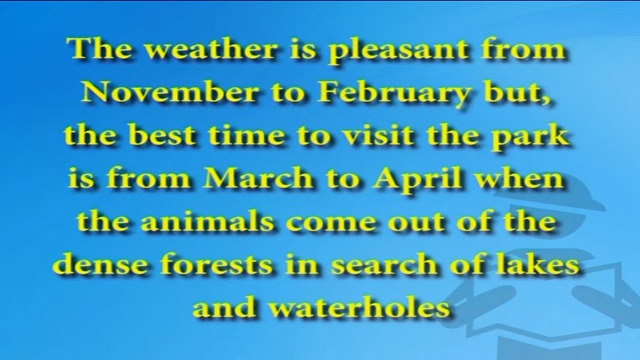 The weather is pleasant from
November to February but,
the best time to visit the park
is from March to April when
the animals come out of the
dense forests in search of lakes
and waterholes